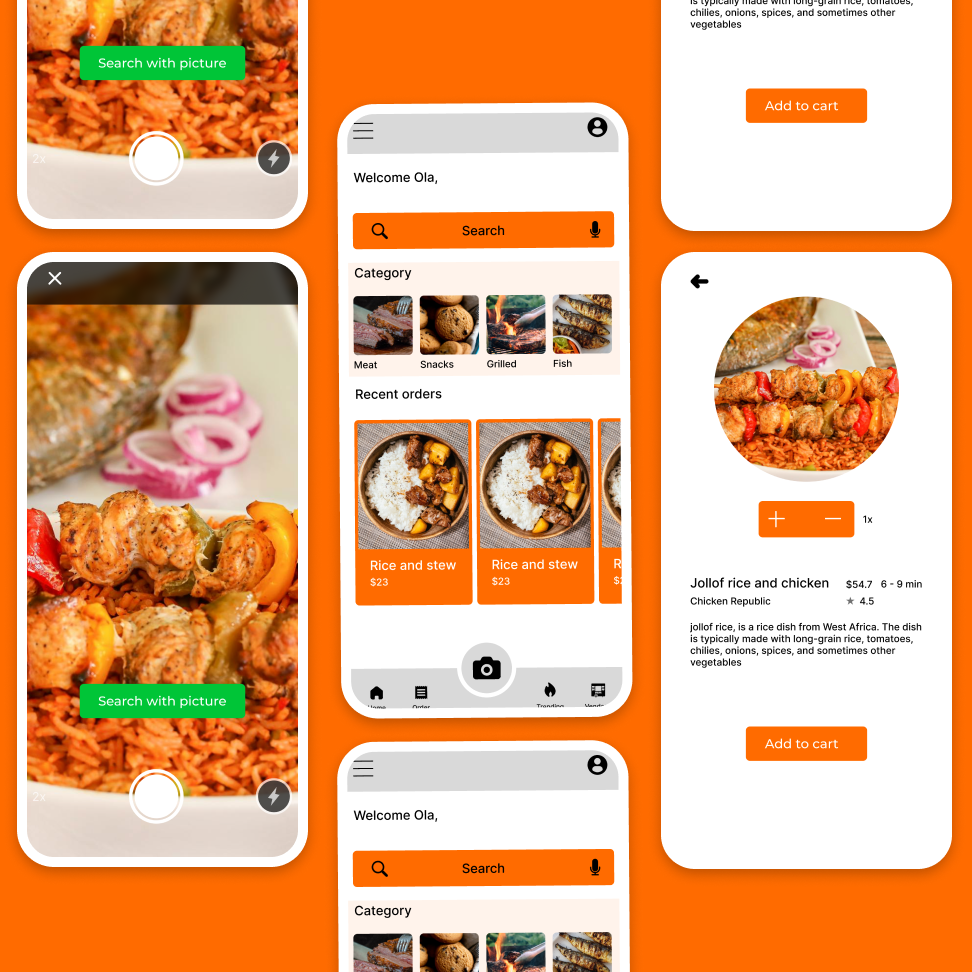 Search with picture
2x
Search with picture
2x
Welcome Ola,
Search
Category
Meat
Snacks
Grilled
Fish
Recent orders
Rice and stew
$23
Rice and stew
$23
R
Home
Order
Trending
Welcome Ola,
Search
Category
is typically made with long-grain rice, tomatoes,
chilies, onions, spices, and sometimes other
vegetables
Add to cart
1x
Jollof rice and chicken
$54.7 6 - 9 min
Chicken Republic
4.5
jollof rice, is a rice dish from West Africa. The dish
is typically made with long-grain rice, tomatoes,
chilies, onions, spices, and sometimes other
vegetables
Add to cart